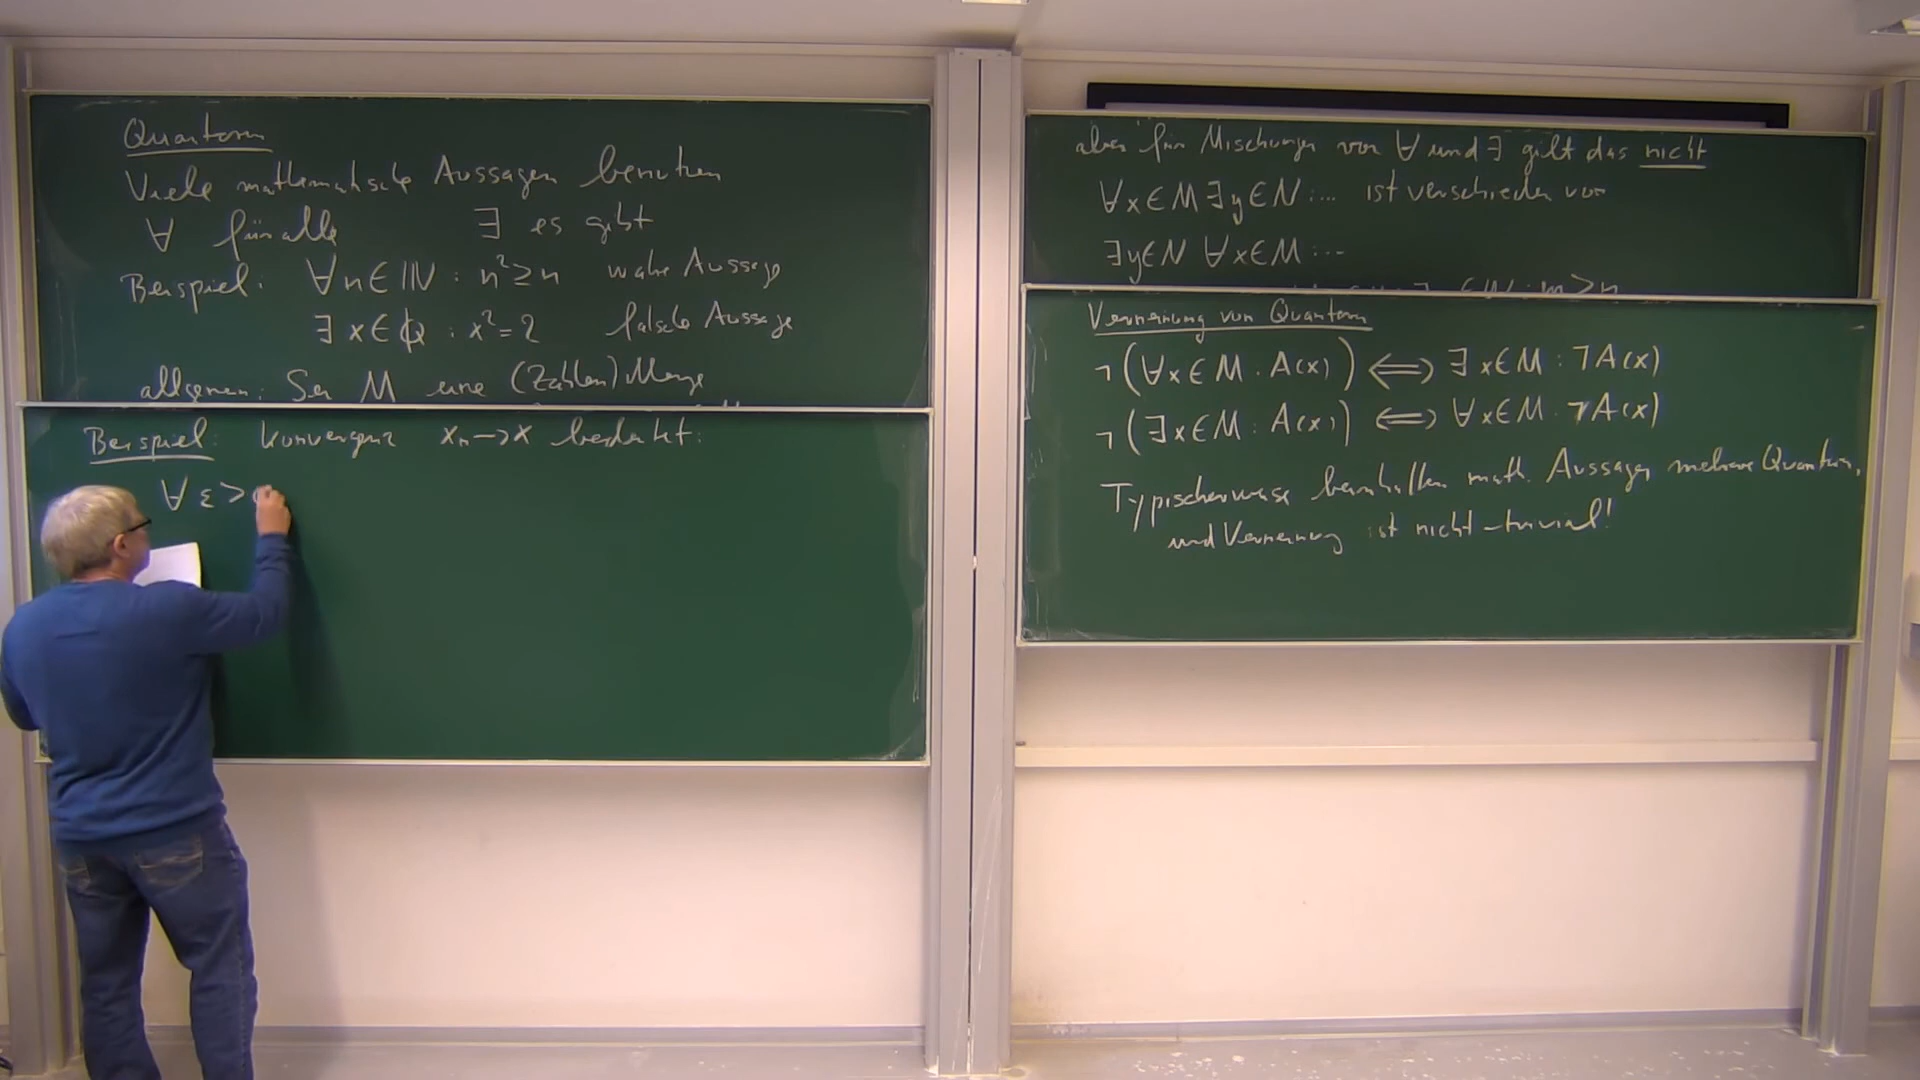 Quantoren
Viele mathematische Aussagen benutzen
∀ für alle ∃ es gibt
Beispiel: ∀n∈ℕ : n²≥n wahre Aussage
∃ x∈ℚ : x²=2 falsche Aussage
allgemein: Sei M eine (Zahlen)Menge
Beispiel: Konvergenz xₙ→x bedeutet:
∀ ε>
aber für Mischungen von ∀ und ∃ gilt das nicht
∀x∈M ∃y∈N :... ist verschieden von
∃y∈N ∀x∈M :...
∈ℕ : m>n
Verneinung von Quantoren
¬(∀x∈M : A(x)) ⟺ ∃x∈M : ¬A(x)
¬(∃x∈M : A(x)) ⟺ ∀x∈M : ¬A(x)
Typischerweise beinhalten math. Aussagen mehrere Quantoren,
und Verneinung ist nicht-trivial!